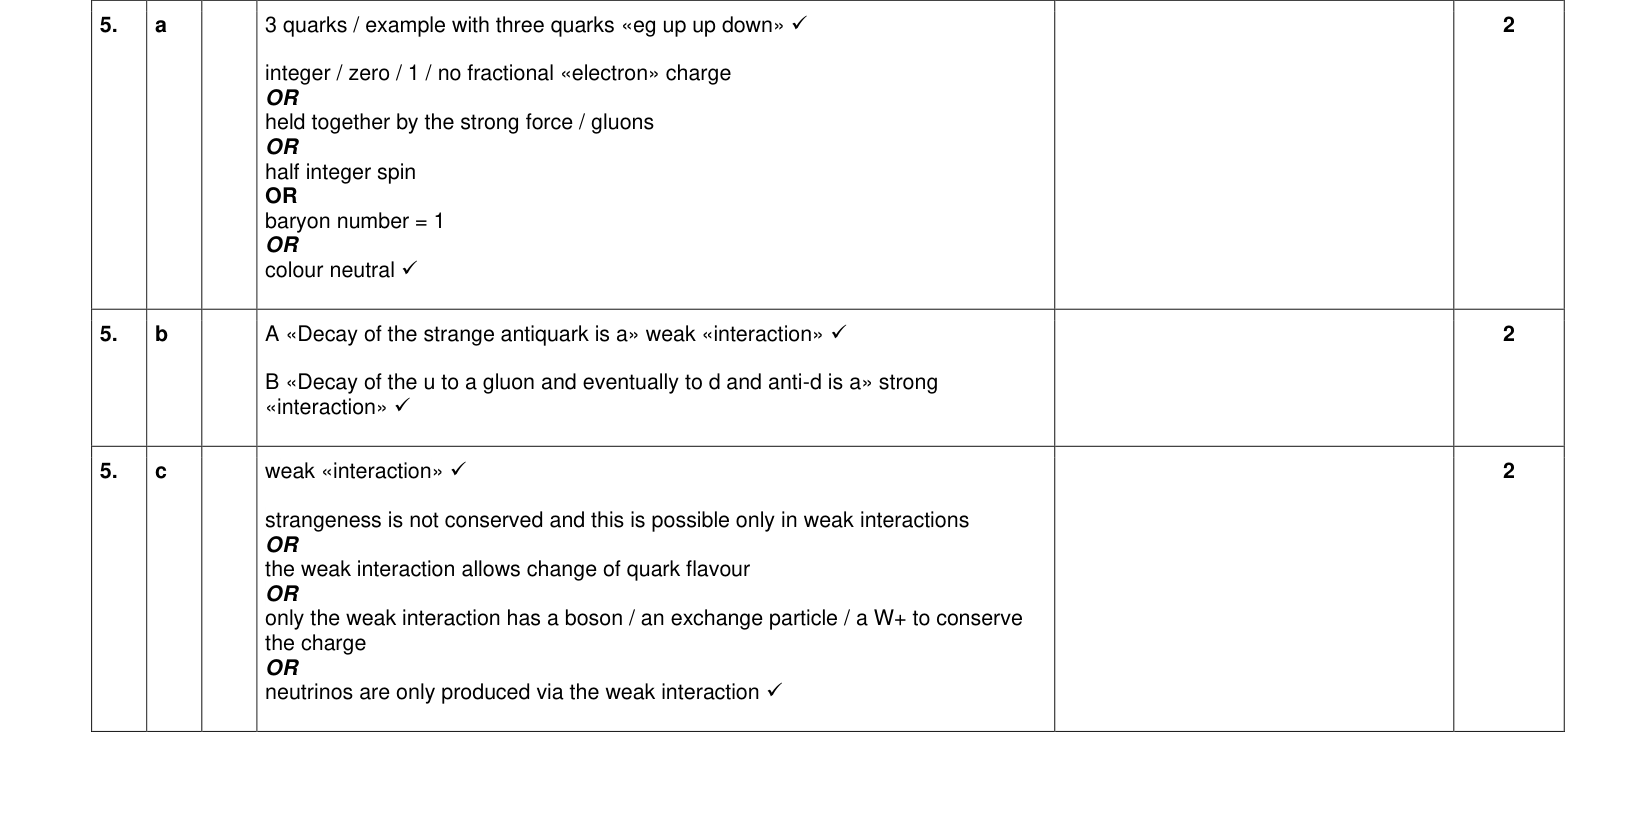 5. a 3 quarks / example with three quarks «eg up up down» ✓ 2
integer / zero / 1 / no fractional «electron» charge
OR
held together by the strong force / gluons
OR
half integer spin
OR
baryon number = 1
OR
colour neutral ✓
5. b A «Decay of the strange antiquark is a» weak «interaction» ✓ 2
B «Decay of the u to a gluon and eventually to d and anti-d is a» strong
«interaction» ✓
5. c weak «interaction» ✓ 2
strangeness is not conserved and this is possible only in weak interactions
OR
the weak interaction allows change of quark flavour
OR
only the weak interaction has a boson / an exchange particle / a W+ to conserve
the charge
OR
neutrinos are only produced via the weak interaction ✓